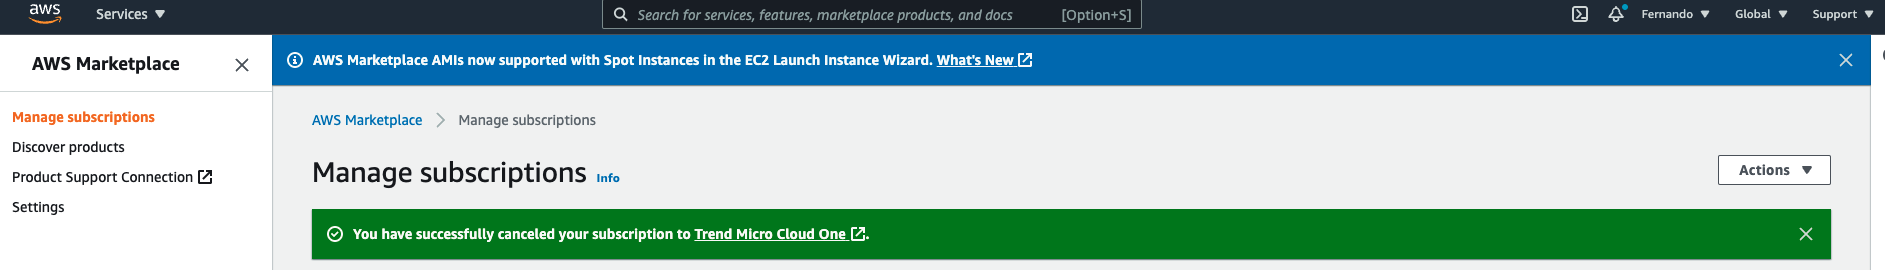 aws
Services
Search for services, features, marketplace products, and docs
[Option+S]
Fernando
Global
Support
AWS Marketplace
Manage subscriptions
Discover products
Product Support Connection
Settings
AWS Marketplace AMIs now supported with Spot Instances in the EC2 Launch Instance Wizard. What's New
AWS Marketplace
Manage subscriptions
Manage subscriptions
Info
Actions
You have successfully canceled your subscription to Trend Micro Cloud One.